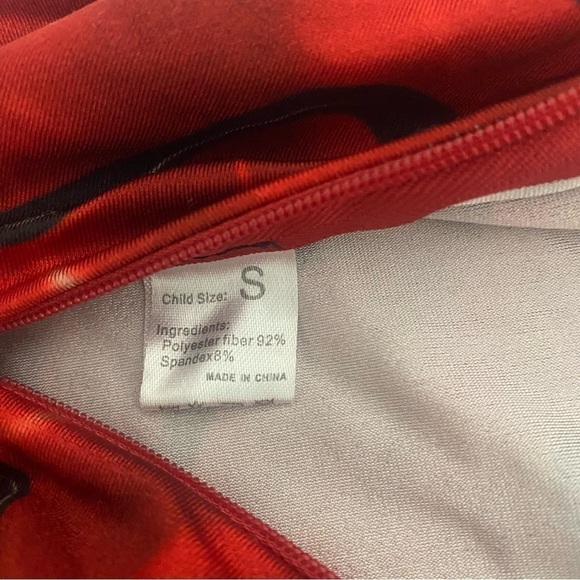 Child Size: S
Ingredients:
Polyester fiber 92%
Spandex8%
MADE IN CHINA